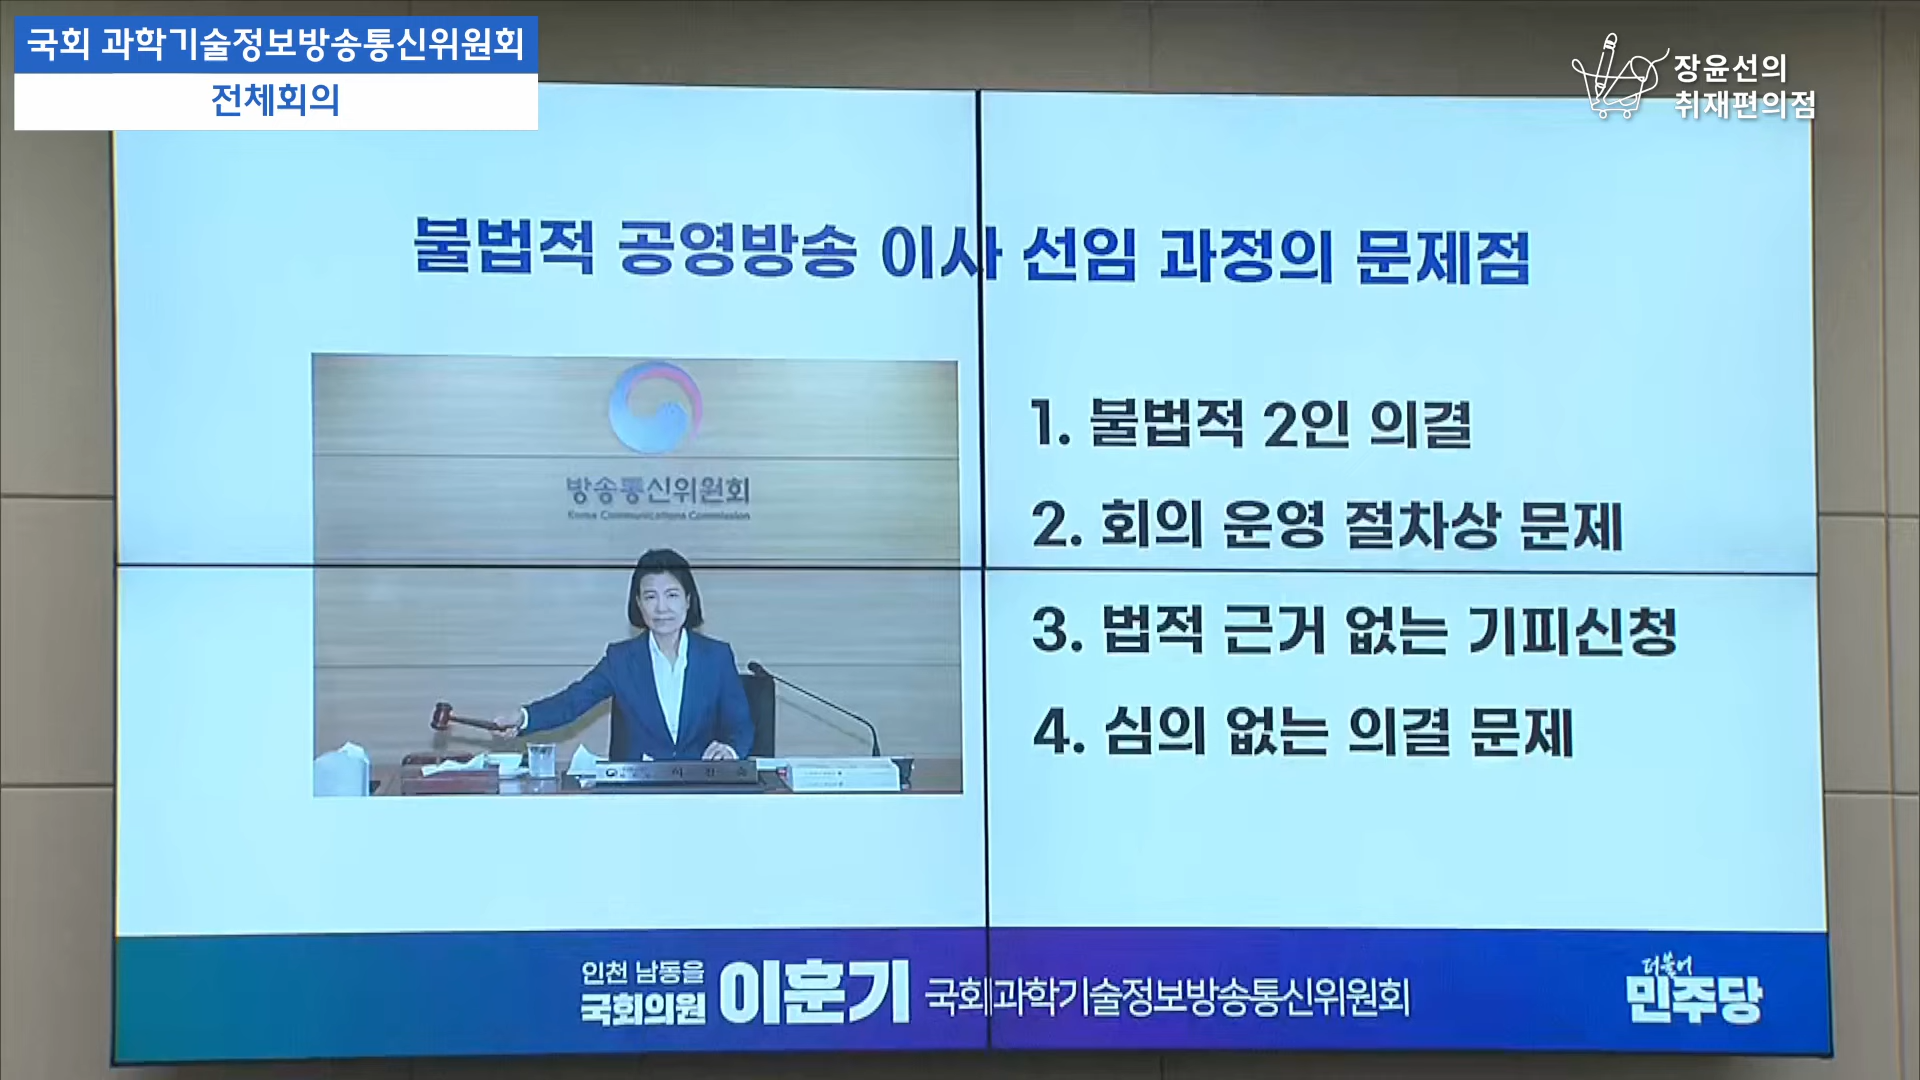 국회 과학기술정보방송통신위원회
전체회의
장윤선의
취재편의점
불법적 공영방송 이사 선임 과정의 문제점
방송통신위원회
Korea Communications Commission
이진숙
1. 불법적 2인 의결
2. 회의 운영 절차상 문제
3. 법적 근거 없는 기피신청
4. 심의 없는 의결 문제
인천 남동을
국회의원 이훈기 국회 과학기술정보방송통신위원회
더불어
민주당